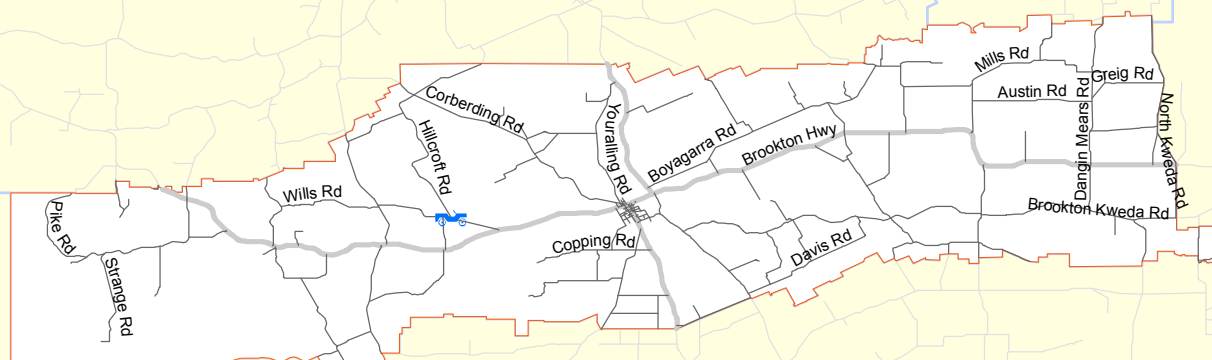 Mills Rd
Greig Rd
Austin Rd
Corberding Rd
Dangin Mears Rd
North Kweda Rd
Youralling Rd
Hillcroft Rd
Boyagarra Rd
Brookton Hwy
Wills Rd
Pike Rd
Brookton Kweda Rd
Copping Rd
Davis Rd
Strange Rd